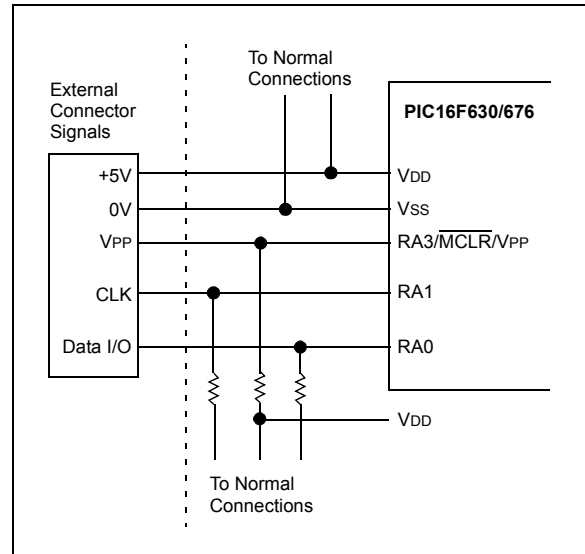 To Normal
Connections
External
Connector
Signals
PIC16F630/676
+5V
VDD
0V
VSS
VPP
RA3/MCLR/VPP
CLK
RA1
Data I/O
RA0
VDD
To Normal
Connections